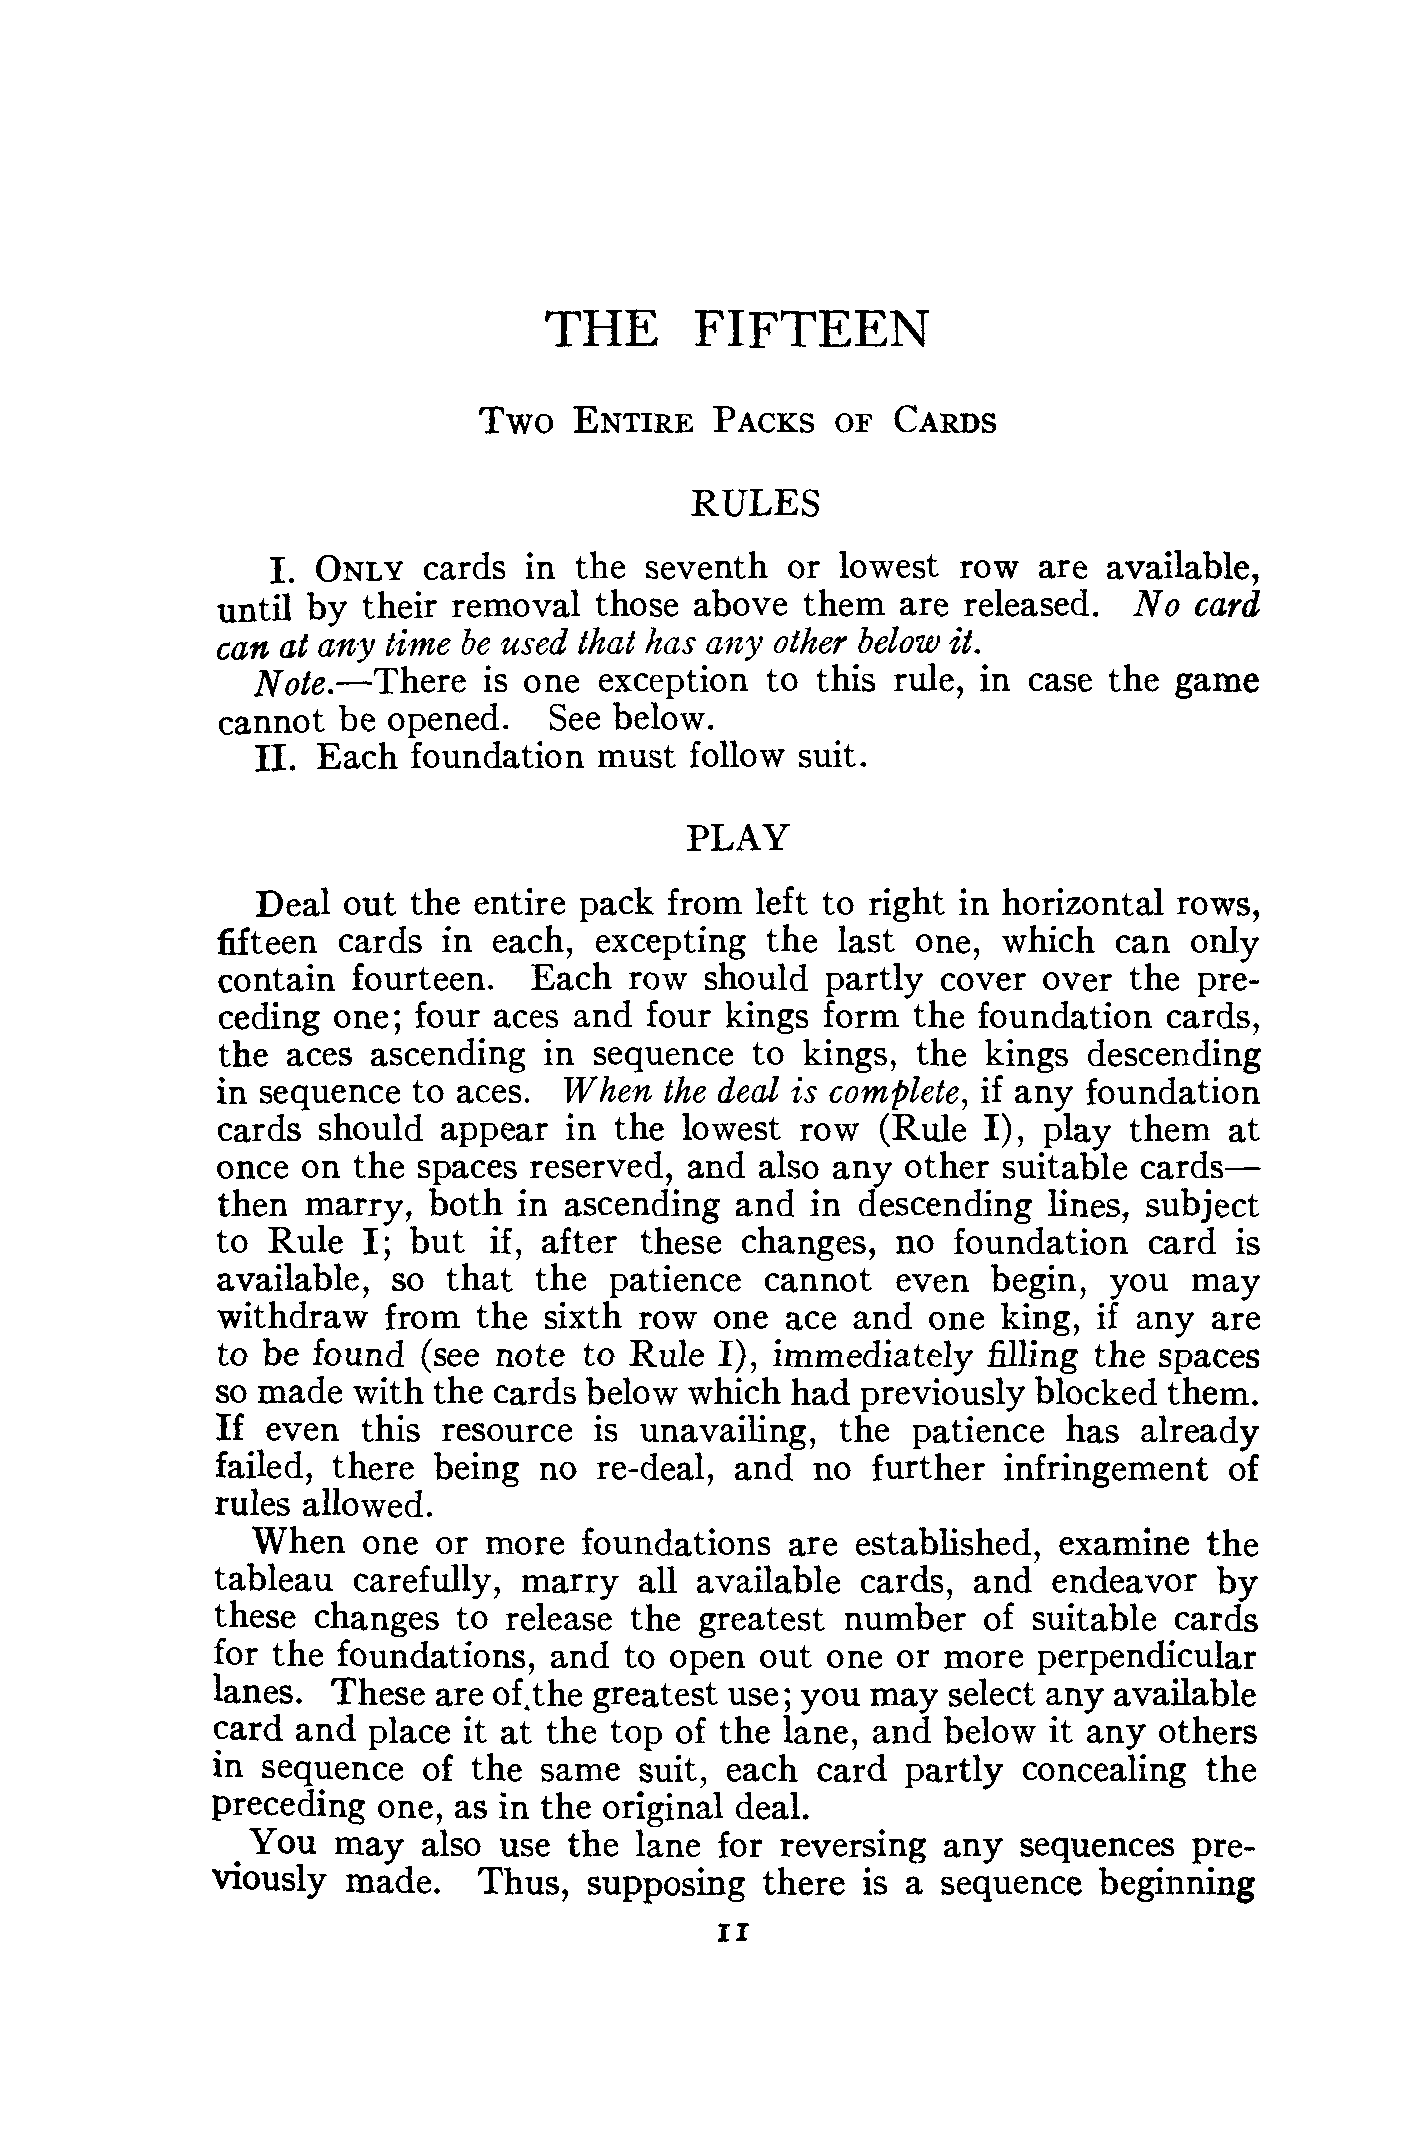 THE FIFTEEN
Two Entire Packs of Cards
RULES
I. Only cards in the seventh or lowest row are available,
until by their removal those above them are released. No card
can at any time be used that has any other below it.
Note.—There is one exception to this rule, in case the game
cannot be opened. See below.
II. Each foundation must follow suit.
PLAY
Deal out the entire pack from left to right in horizontal rows,
fifteen cards in each, excepting the last one, which can only
contain fourteen. Each row should partly cover over the pre-
ceding one; four aces and four kings form the foundation cards,
the aces ascending in sequence to kings, the kings descending
in sequence to aces. When the deal is complete, if any foundation
cards should appear in the lowest row (Rule I), play them at
once on the spaces reserved, and also any other suitable cards—
then marry, both in ascending and in descending lines, subject
to Rule I; but if, after these changes, no foundation card is
available, so that the patience cannot even begin, you may
withdraw from the sixth row one ace and one king, if any are
to be found (see note to Rule I), immediately filling the spaces
so made with the cards below which had previously blocked them.
If even this resource is unavailing, the patience has already
failed, there being no re-deal, and no further infringement of
rules allowed.
When one or more foundations are established, examine the
tableau carefully, marry all available cards, and endeavor by
these changes to release the greatest number of suitable cards
for the foundations, and to open out one or more perpendicular
lanes. These are of the greatest use; you may select any available
card and place it at the top of the lane, and below it any others
in sequence of the same suit, each card partly concealing the
preceding one, as in the original deal.
You may also use the lane for reversing any sequences pre-
viously made. Thus, supposing there is a sequence beginning
11